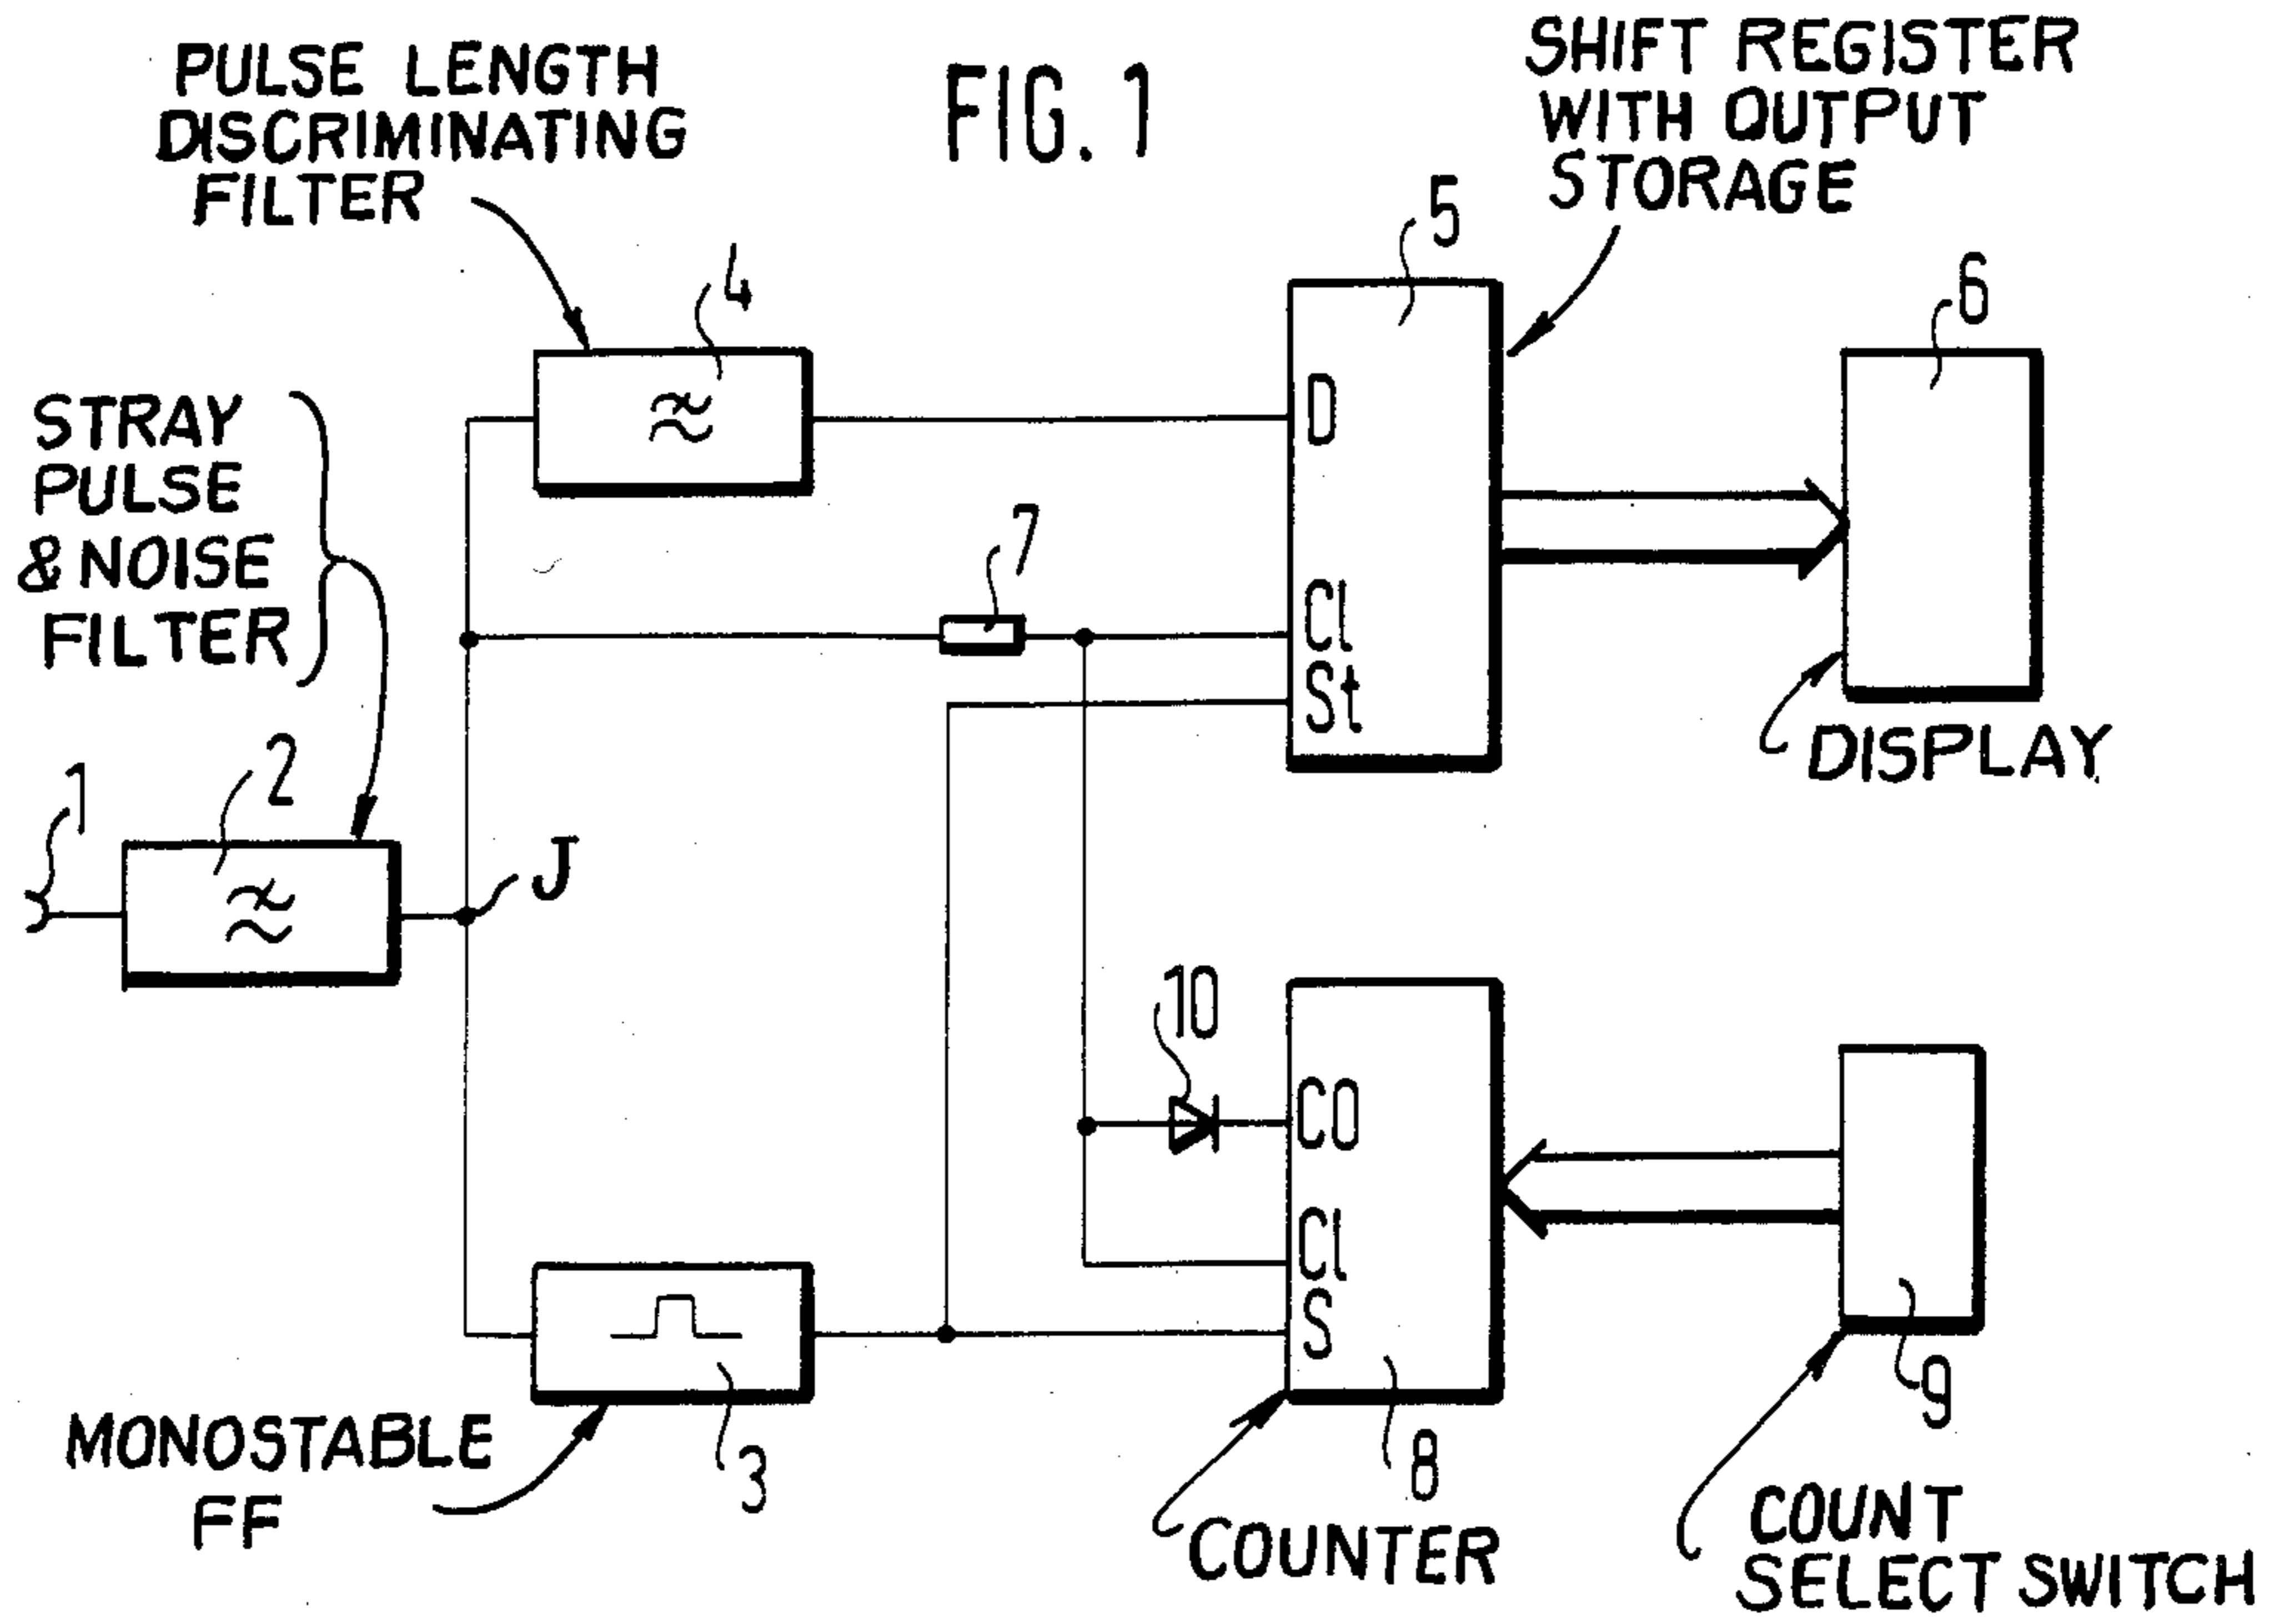 FIG. 1
PULSE LENGTH
DISCRIMINATING
FILTER
SHIFT REGISTER
WITH OUTPUT
STORAGE
5
4
6
D
STRAY
PULSE
& NOISE
FILTER
7
Cl
St
DISPLAY
1
2
J
10
CO
Cl
S
MONOSTABLE
FF
3
8
9
COUNTER
COUNT
SELECT SWITCH